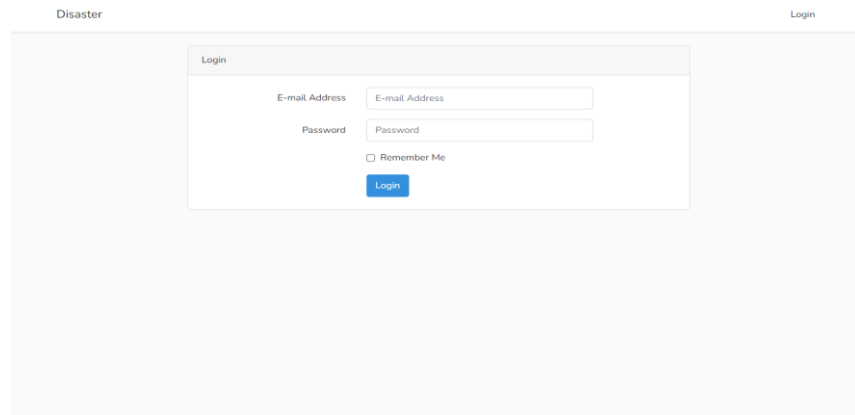 Disaster Login
Login
E-mail Address E-mail Address
Password Password
Remember Me
Login